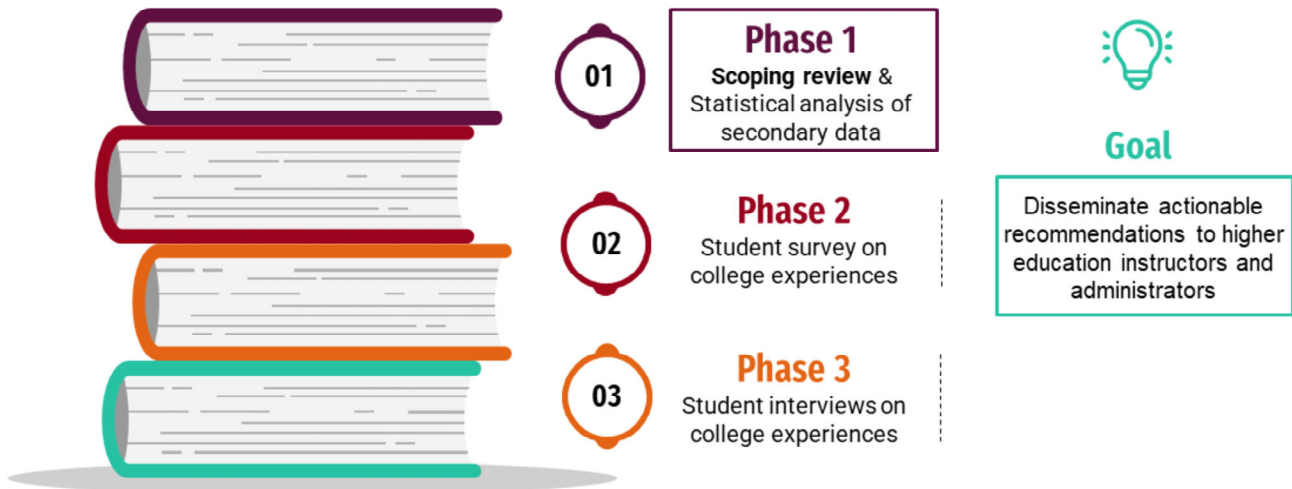 01
Phase 1
Scoping review &
Statistical analysis of
secondary data
02
Phase 2
Student survey on
college experiences
03
Phase 3
Student interviews on
college experiences
Goal
Disseminate actionable
recommendations to higher
education instructors and
administrators